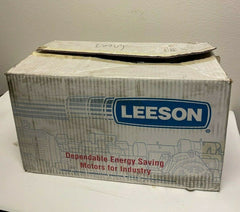 LEESON
Dependable Energy Saving
Motors for Industry